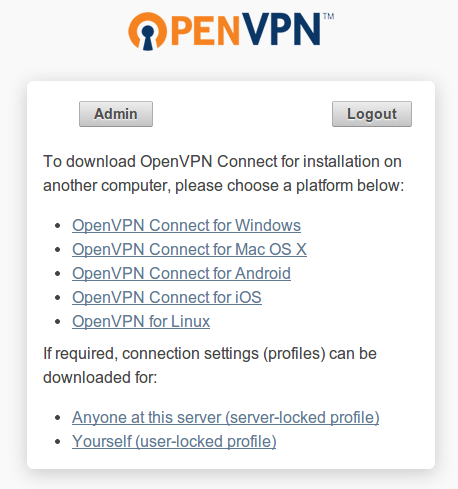 OPENVPN™
Admin
Logout
To download OpenVPN Connect for installation on
another computer, please choose a platform below:
• OpenVPN Connect for Windows
• OpenVPN Connect for Mac OS X
• OpenVPN Connect for Android
• OpenVPN Connect for iOS
• OpenVPN for Linux
If required, connection settings (profiles) can be
downloaded for:
• Anyone at this server (server-locked profile)
• Yourself (user-locked profile)